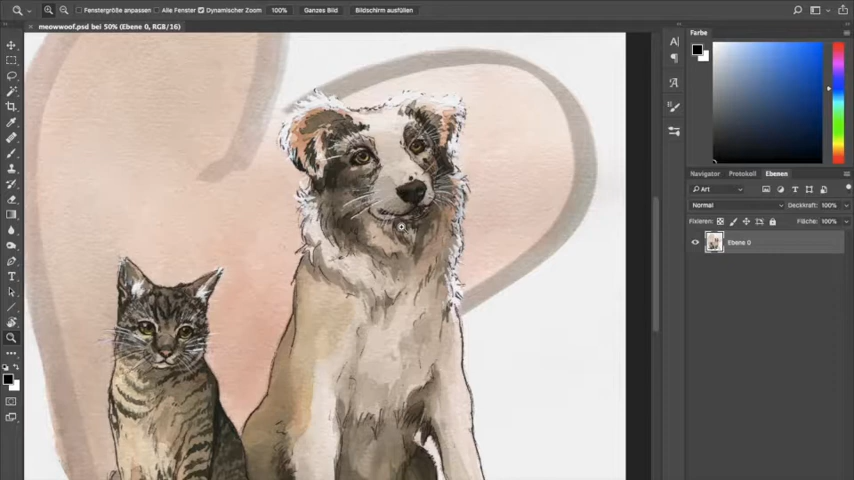 Fenstergröße anpassen Alle Fenster Dynamischer Zoom 100% Ganzes Bild Bildschirm ausfüllen
meowwoof.psd bei 50% (Ebene 0, RGB/16)
Farbe
Navigator Protokoll Ebenen
Art
Normal Deckkraft: 100%
Fixieren: Fläche: 100%
Ebene 0